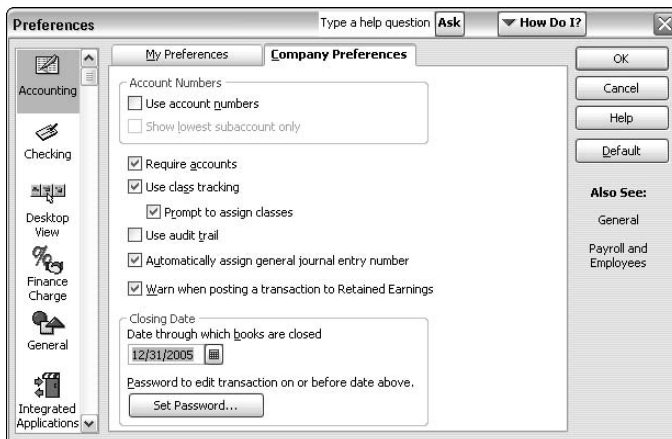 Preferences
Type a help question Ask How Do I?
Accounting
Checking
Desktop
View
Finance
Charge
General
Integrated
Applications
My Preferences
Company Preferences
Account Numbers
Use account numbers
Show lowest subaccount only
Require accounts
Use class tracking
Prompt to assign classes
Use audit trail
Automatically assign general journal entry number
Warn when posting a transaction to Retained Earnings
Closing Date
Date through which books are closed
12/31/2005
Password to edit transaction on or before date above.
Set Password...
OK
Cancel
Help
Default
Also See:
General
Payroll and
Employees